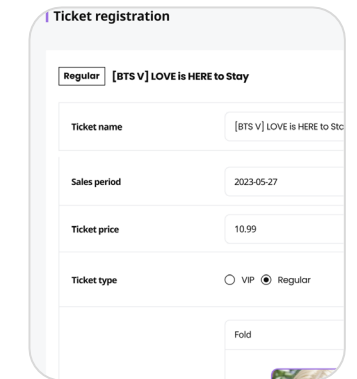 Ticket registration
Regular [BTS V] LOVE is HERE to Stay
Ticket name [BTS V] LOVE is HERE to
Sales period 2023-05-27
Ticket price 10.99
Ticket type VIP Regular
Fold